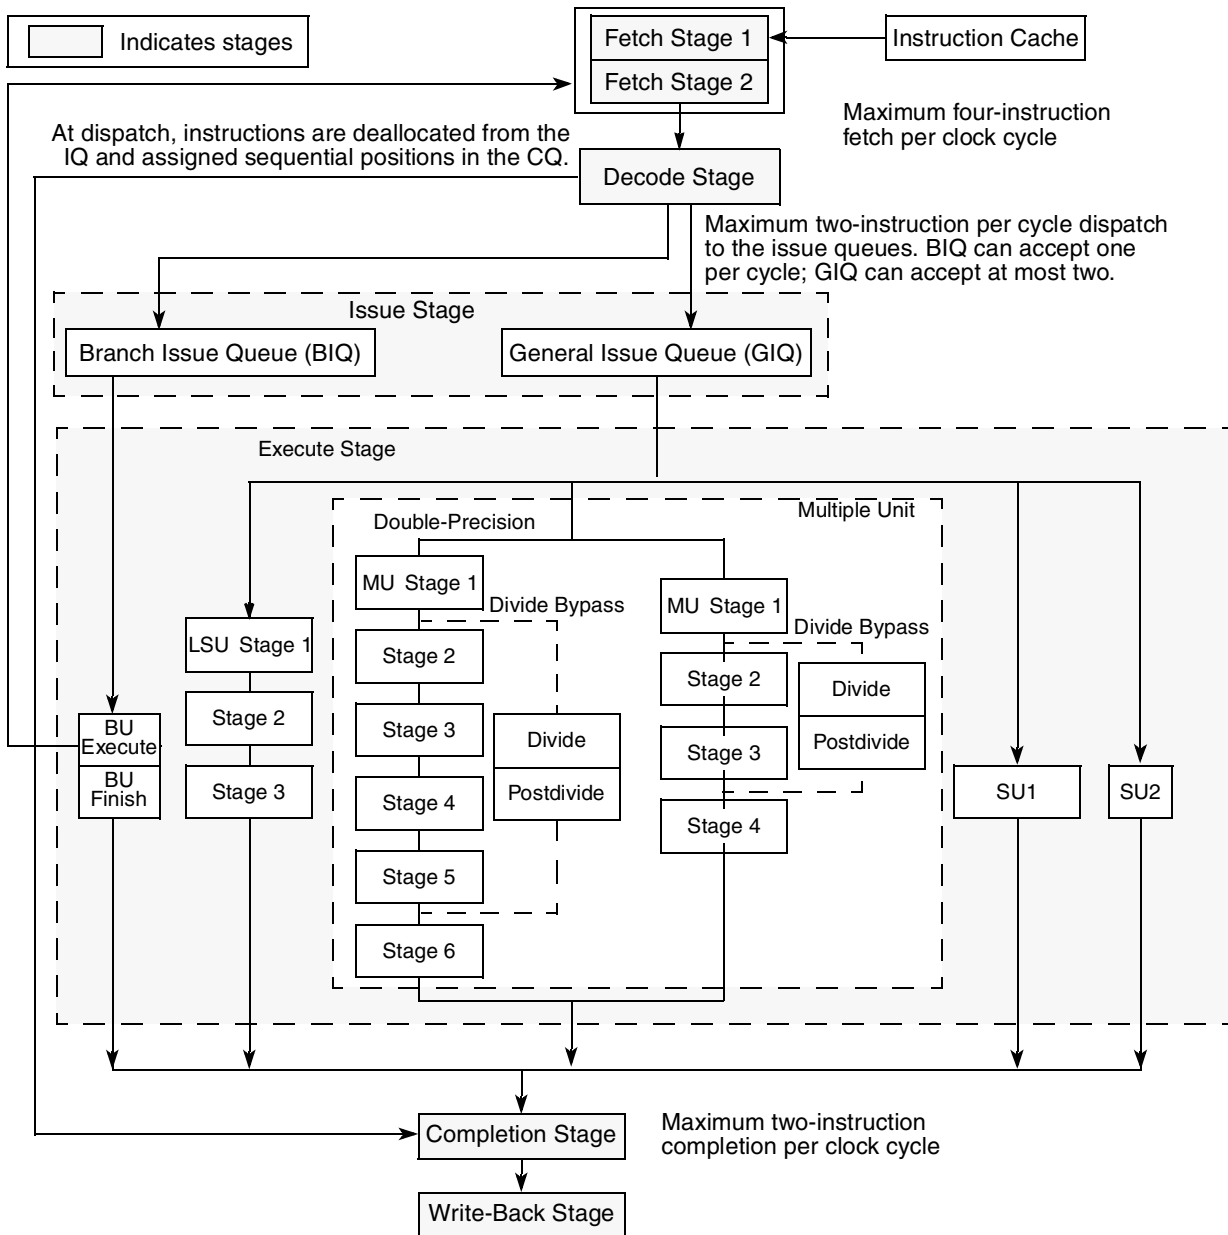 Indicates stages
Fetch Stage 1
Fetch Stage 2
Instruction Cache
Maximum four-instruction
fetch per clock cycle
At dispatch, instructions are deallocated from the
IQ and assigned sequential positions in the CQ.
Decode Stage
Maximum two-instruction per cycle dispatch
to the issue queues. BIQ can accept one
per cycle; GIQ can accept at most two.
Issue Stage
Branch Issue Queue (BIQ)
General Issue Queue (GIQ)
Execute Stage
Multiple Unit
Double-Precision
BU
Execute
BU
Finish
LSU Stage 1
Stage 2
Stage 3
MU Stage 1
Divide Bypass
Stage 2
Stage 3
Stage 4
Stage 5
Stage 6
Divide
Postdivide
MU Stage 1
Divide Bypass
Stage 2
Stage 3
Stage 4
Divide
Postdivide
SU1
SU2
Completion Stage
Maximum two-instruction
completion per clock cycle
Write-Back Stage